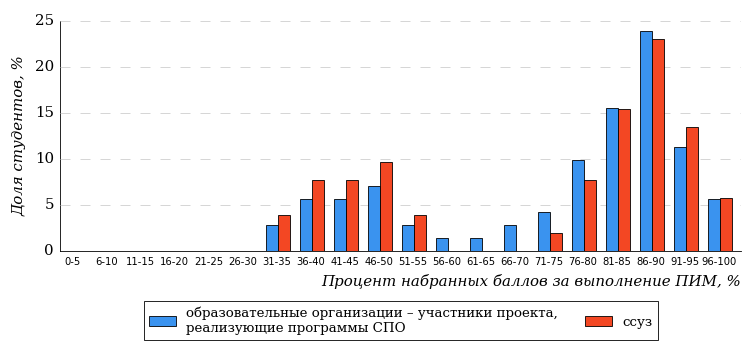 Доля студентов, %
25
20
15
10
5
0
0-5 6-10 11-15 16-20 21-25 26-30 31-35 36-40 41-45 46-50 51-55 56-60 61-65 66-70 71-75 76-80 81-85 86-90 91-95 96-100
Процент набранных баллов за выполнение ПИМ, %
образовательные организации – участники проекта,
реализующие программы СПО
ссуз